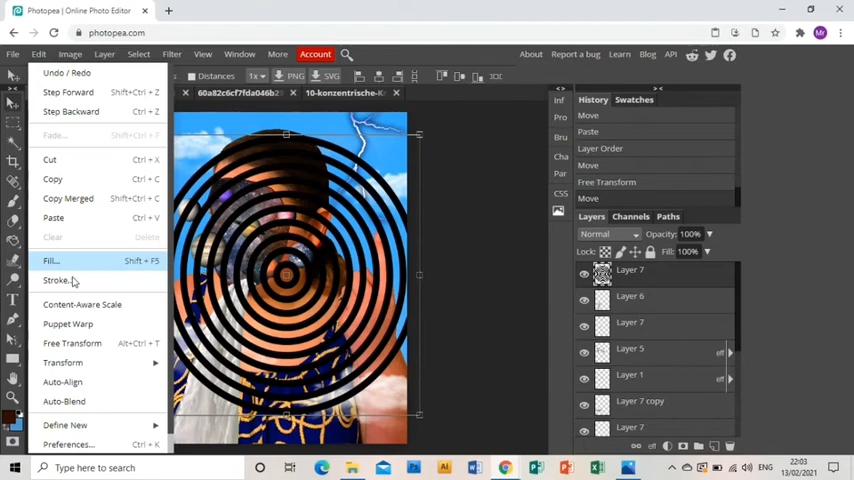 Photopea | Online Photo Editor
photopea.com
File Edit Image Layer Select Filter View Window More Account About Report a bug Blog API
Distances 1x PNG SVG
60a82c6cf7fda046b2 10-konzentrische-K
Undo / Redo
Step Forward Shift+Ctrl + Z
Step Backward Ctrl + Z
Fade... Shift+Ctrl + F
Cut Ctrl + X
Copy Ctrl + C
Copy Merged Shift+Ctrl + C
Paste Ctrl + V
Clear Delete
Fill... Shift + F5
Stroke...
Content-Aware Scale
Puppet Warp
Free Transform Alt+Ctrl + T
Transform
Auto-Align
Auto-Blend
Define New
Preferences... Ctrl + K
Inf
Pro
Bru
Cha
Par
CSS
History Swatches
Move
Paste
Layer Order
Move
Free Transform
Move
Layers Channels Paths
Normal Opacity: 100%
Lock: Fill: 100%
Layer 7
Layer 6
Layer 7
Layer 5 eff
Layer 1 eff
Layer 7 copy
Layer 7
eff
Type here to search
ENG
22:03
13/02/2021
Mr